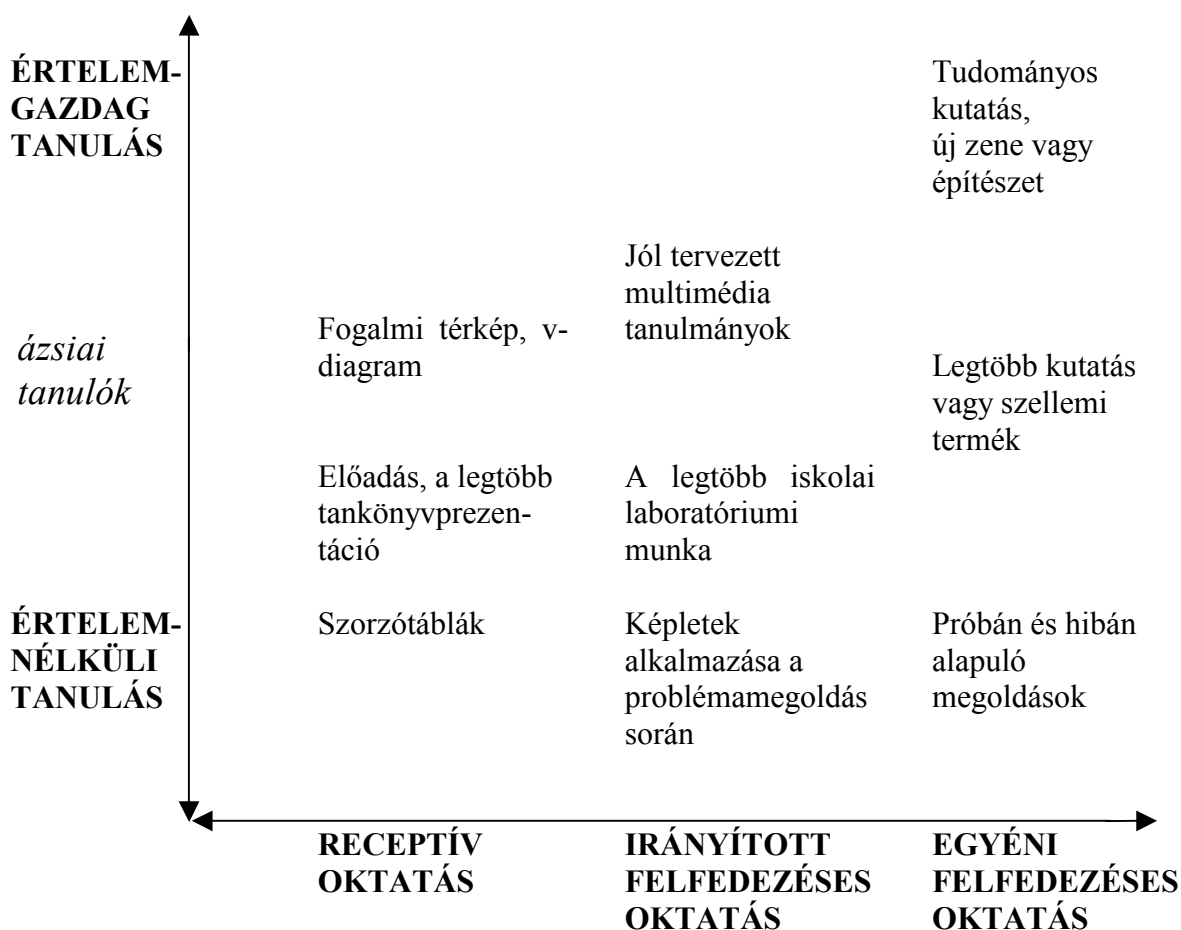 ÉRTELEM-
GAZDAG
TANULÁS
Tudományos
kutatás,
új zene vagy
építészet
Jól tervezett
multimédia
tanulmányok
ázsiai
tanulók
Fogalmi térkép, v-
diagram
Legtöbb kutatás
vagy szellemi
termék
Előadás, a legtöbb
tankönyvprezen-
táció
A legtöbb iskolai
laboratóriumi
munka
ÉRTELEM-
NÉLKÜLI
TANULÁS
Szorzótáblák
Képletek
alkalmazása a
problémamegoldás
során
Próbán és hibán
alapuló
megoldások
RECEPTÍV
OKTATÁS
IRÁNYÍTOTT
FELFEDEZÉSES
OKTATÁS
EGYÉNI
FELFEDEZÉSES
OKTATÁS